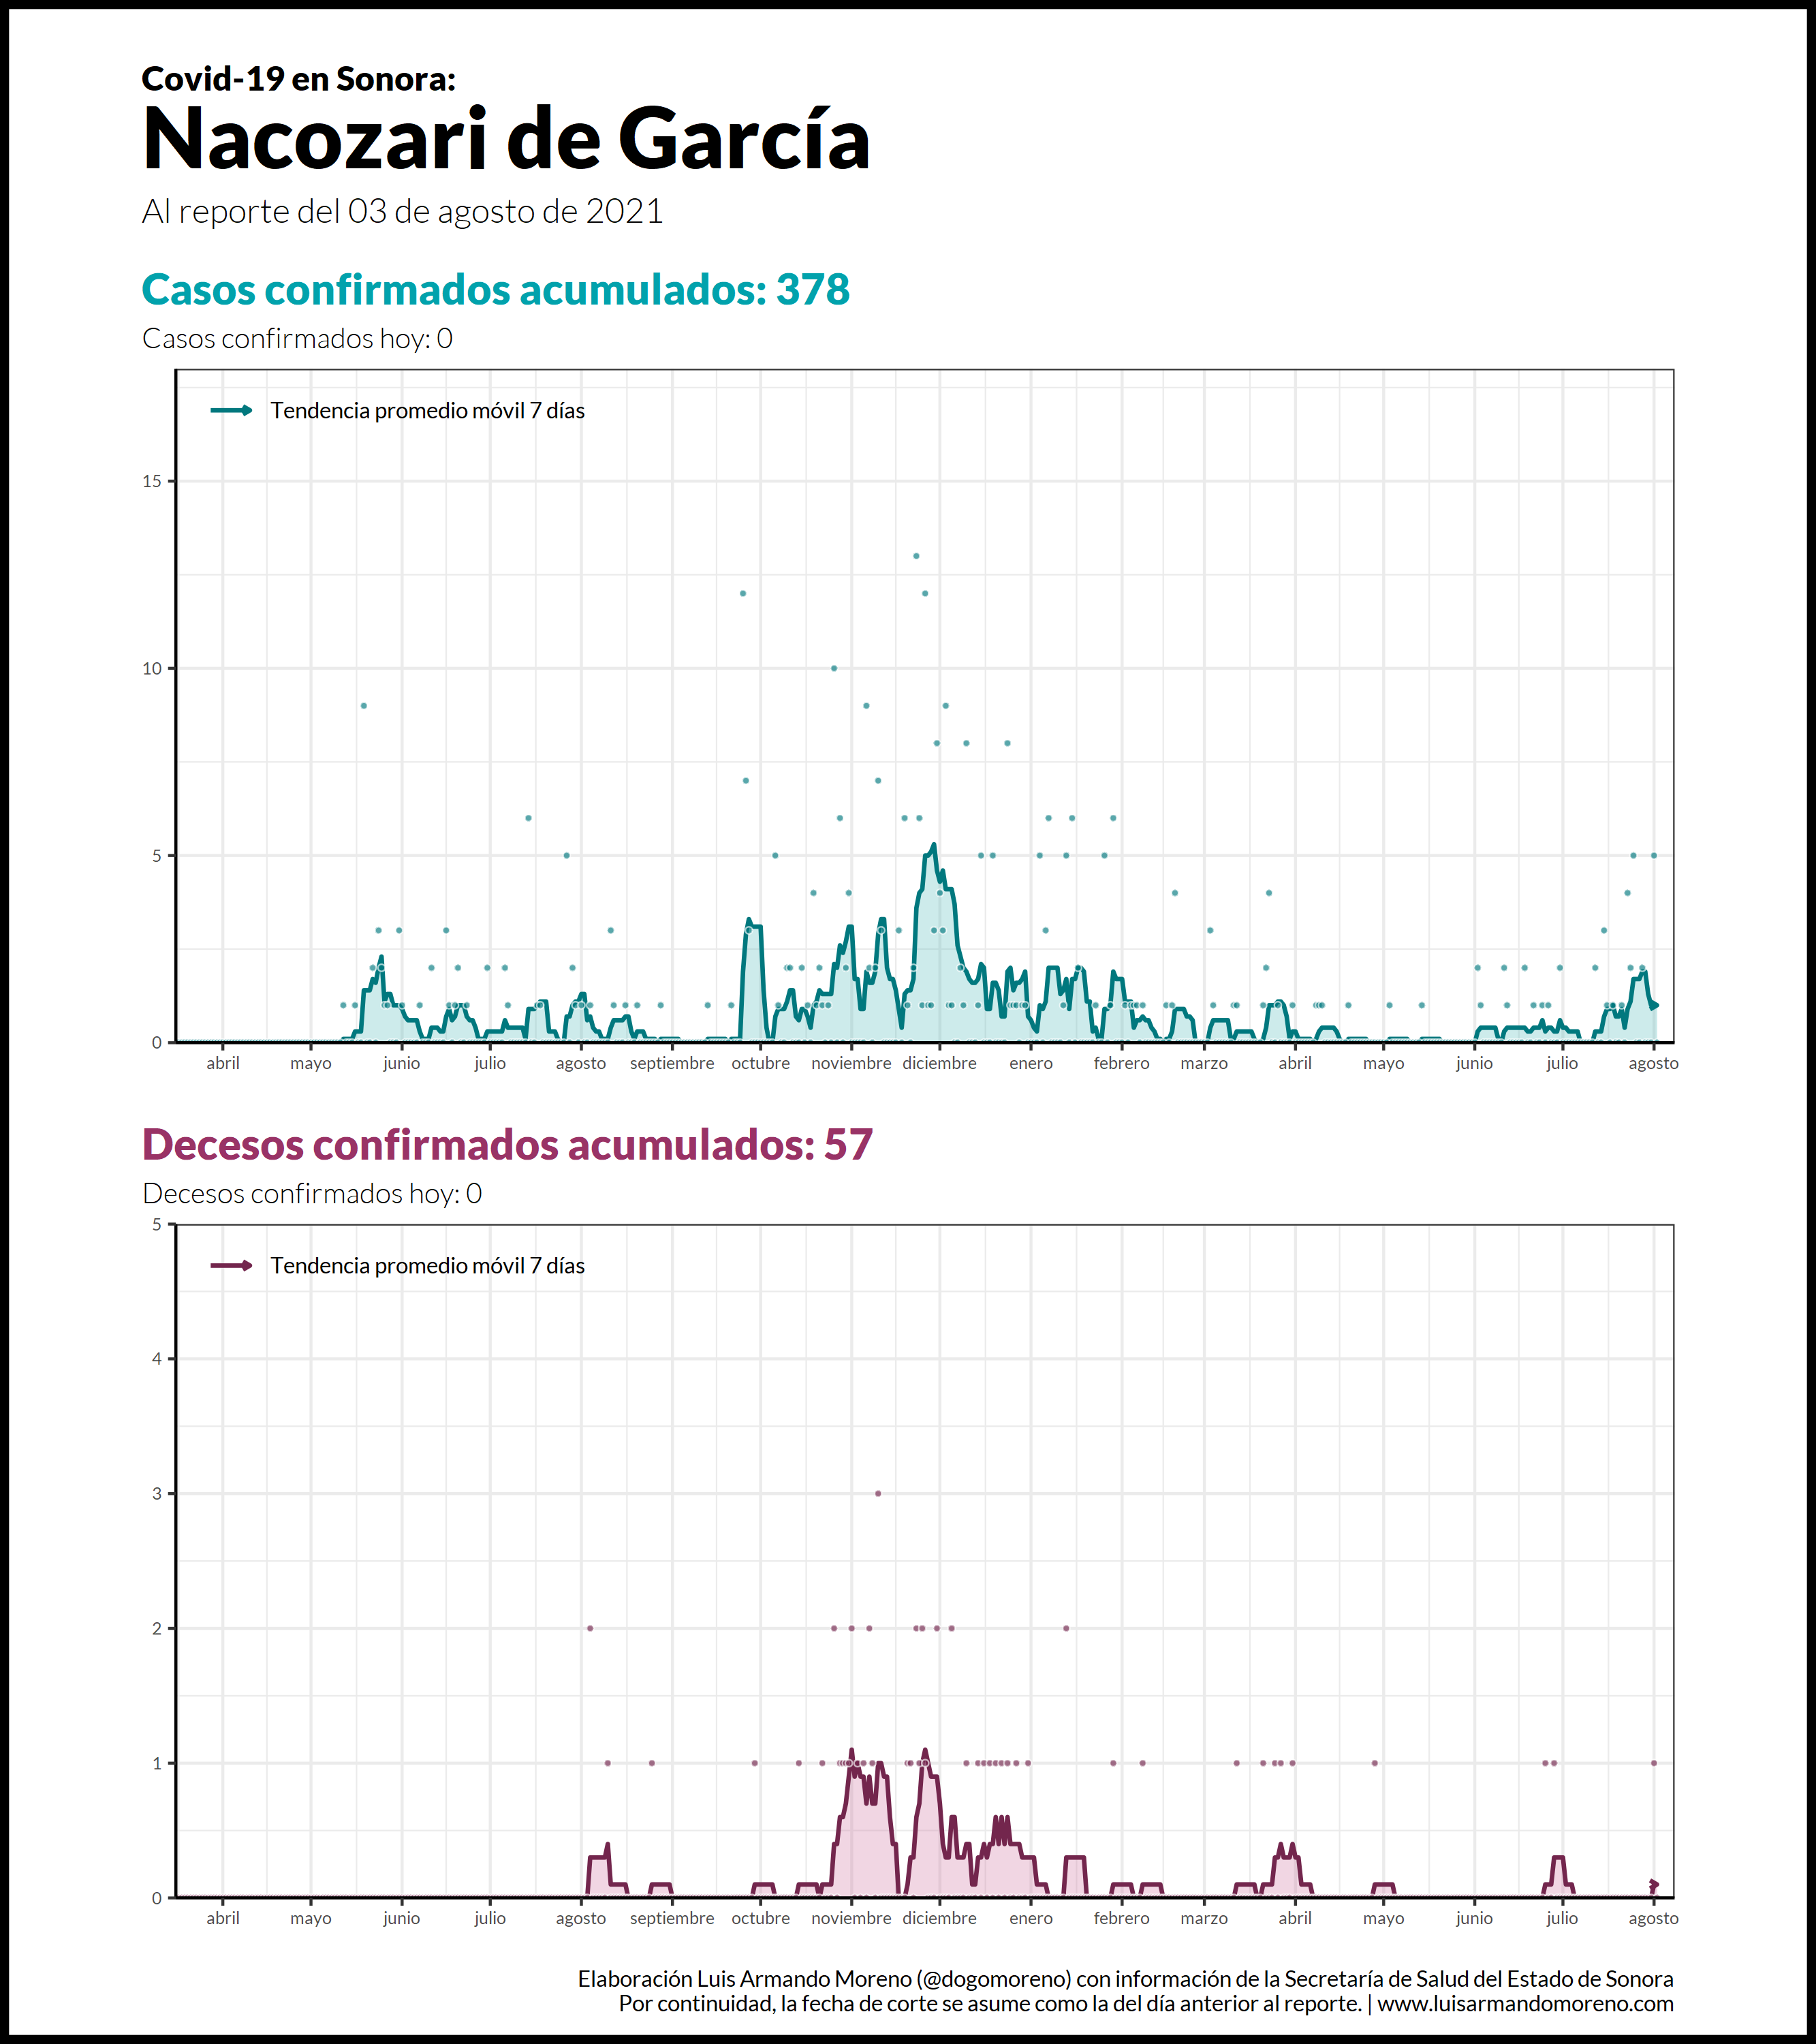 Covid-19 en Sonora:
Nacozari de García
Al reporte del 03 de agosto de 2021
Casos confirmados acumulados: 378
Casos confirmados hoy: 0
Tendencia promedio móvil 7 días
15
10
5
0
abril mayo junio julio agosto septiembre octubre noviembre diciembre enero febrero marzo abril mayo junio julio agosto
Decesos confirmados acumulados: 57
Decesos confirmados hoy: 0
5
Tendencia promedio móvil 7 días
4
3
2
1
0
abril mayo junio julio agosto septiembre octubre noviembre diciembre enero febrero marzo abril mayo junio julio agosto
Elaboración Luis Armando Moreno (@dogomoreno) con información de la Secretaría de Salud del Estado de Sonora
Por continuidad, la fecha de corte se asume como la del día anterior al reporte. | www.luisarmandomoreno.com